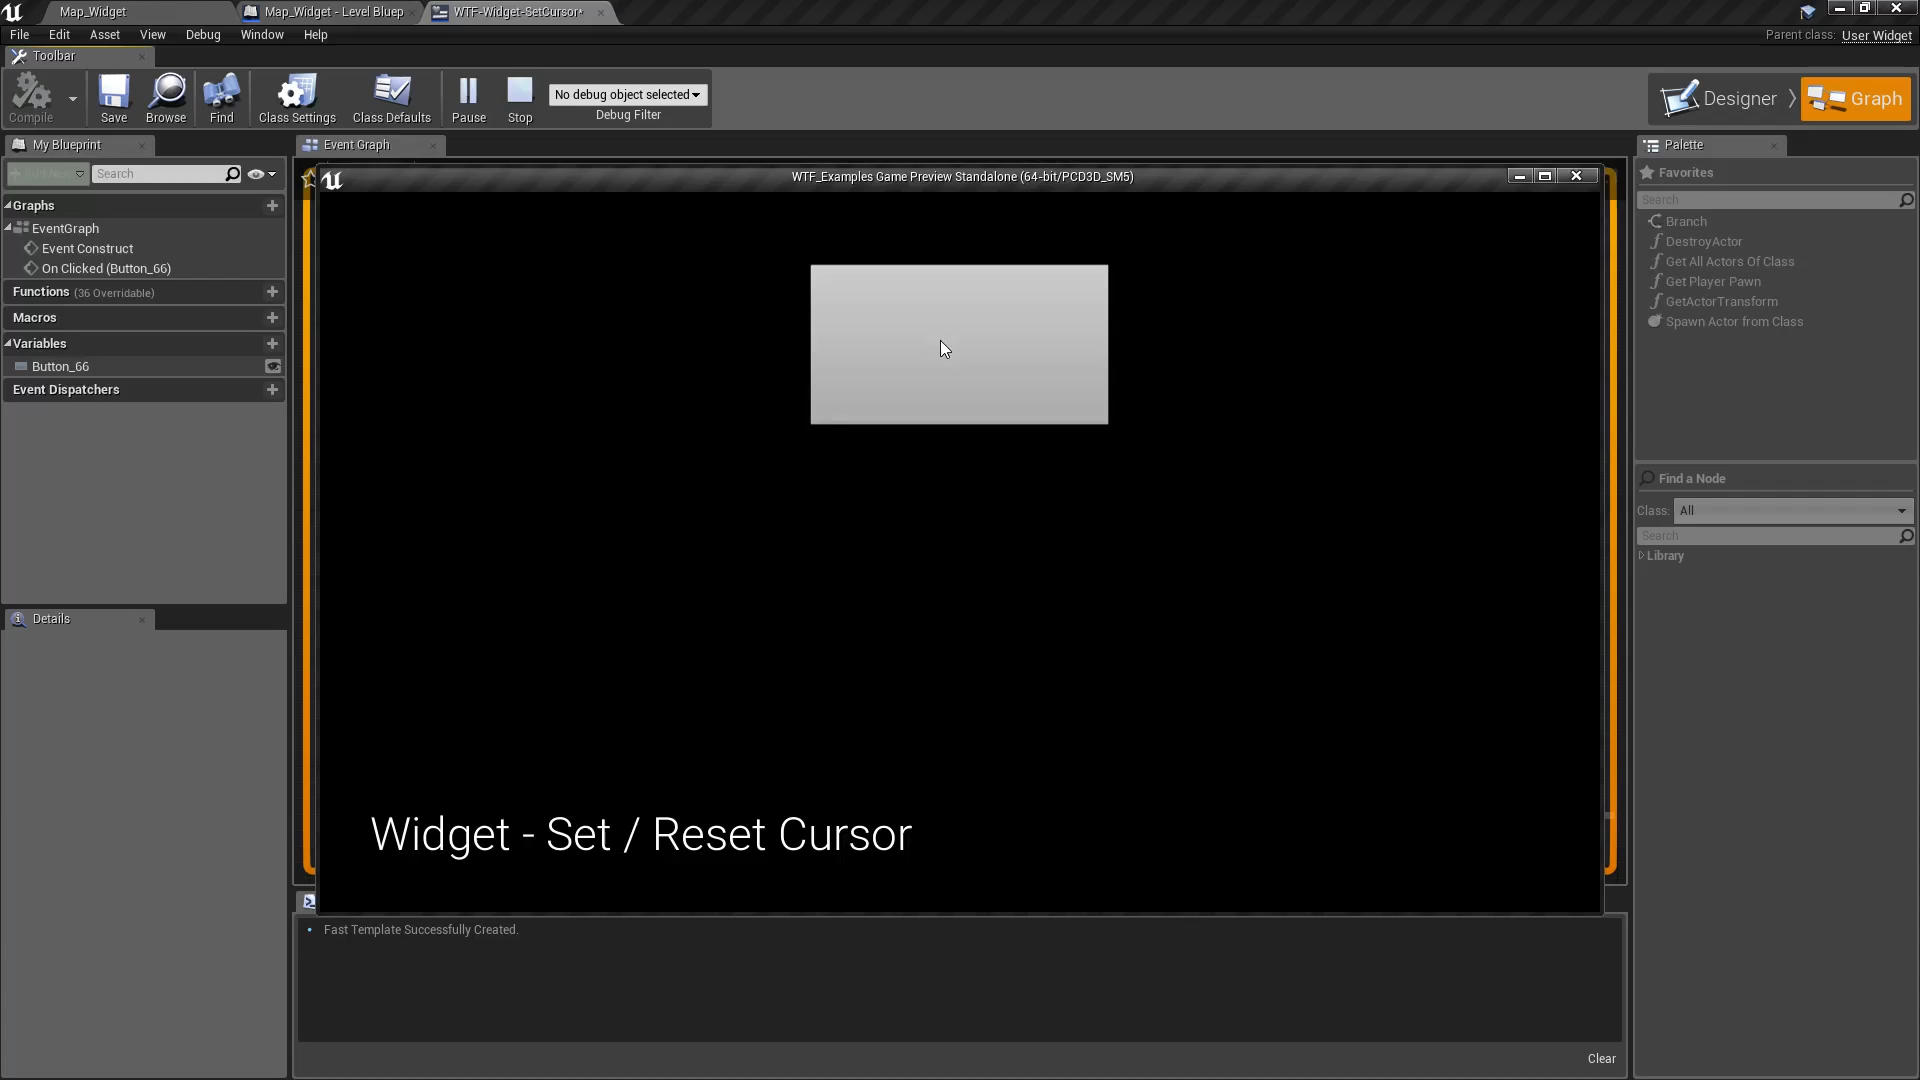 Map_Widget
Map_Widget - Level Bluep
WTF-Widget-SetCursor*
File Edit Asset View Debug Window Help
Parent class: User Widget
Toolbar
Compile
Save
Browse
Find
Class Settings
Class Defaults
Pause
Stop
No debug object selected
Debug Filter
Designer
Graph
My Blueprint
Search
Graphs
EventGraph
Event Construct
On Clicked (Button_66)
Functions (36 Overridable)
Macros
Variables
Button_66
Event Dispatchers
Details
Event Graph
WTF_Examples Game Preview Standalone (64-bit/PCD3D_SM5)
Widget - Set / Reset Cursor
Fast Template Successfully Created.
Clear
Palette
Favorites
Search
Branch
DestroyActor
Get All Actors Of Class
Get Player Pawn
GetActorTransform
Spawn Actor from Class
Find a Node
Class: All
Search
Library